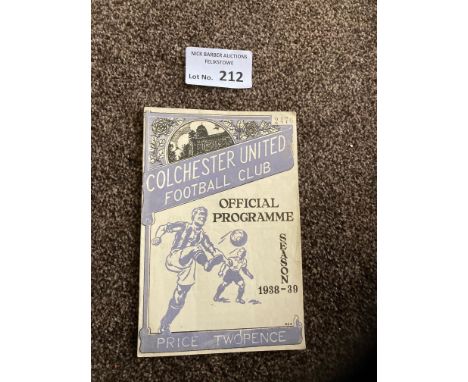 NICK BARBER AUCTIONS
FELIXSTOWE
Lot No. 212
COLCHESTER UNITED
FOOTBALL CLUB
OFFICIAL
PROGRAMME
SEASON
1938-39
PRICE TWOPENCE